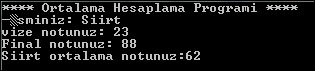 **** Ortalama Hesaplama Programi ****
sminiz: Siirt
vize notunuz: 23
Final notunuz: 88
Siirt ortalama notunuz:62